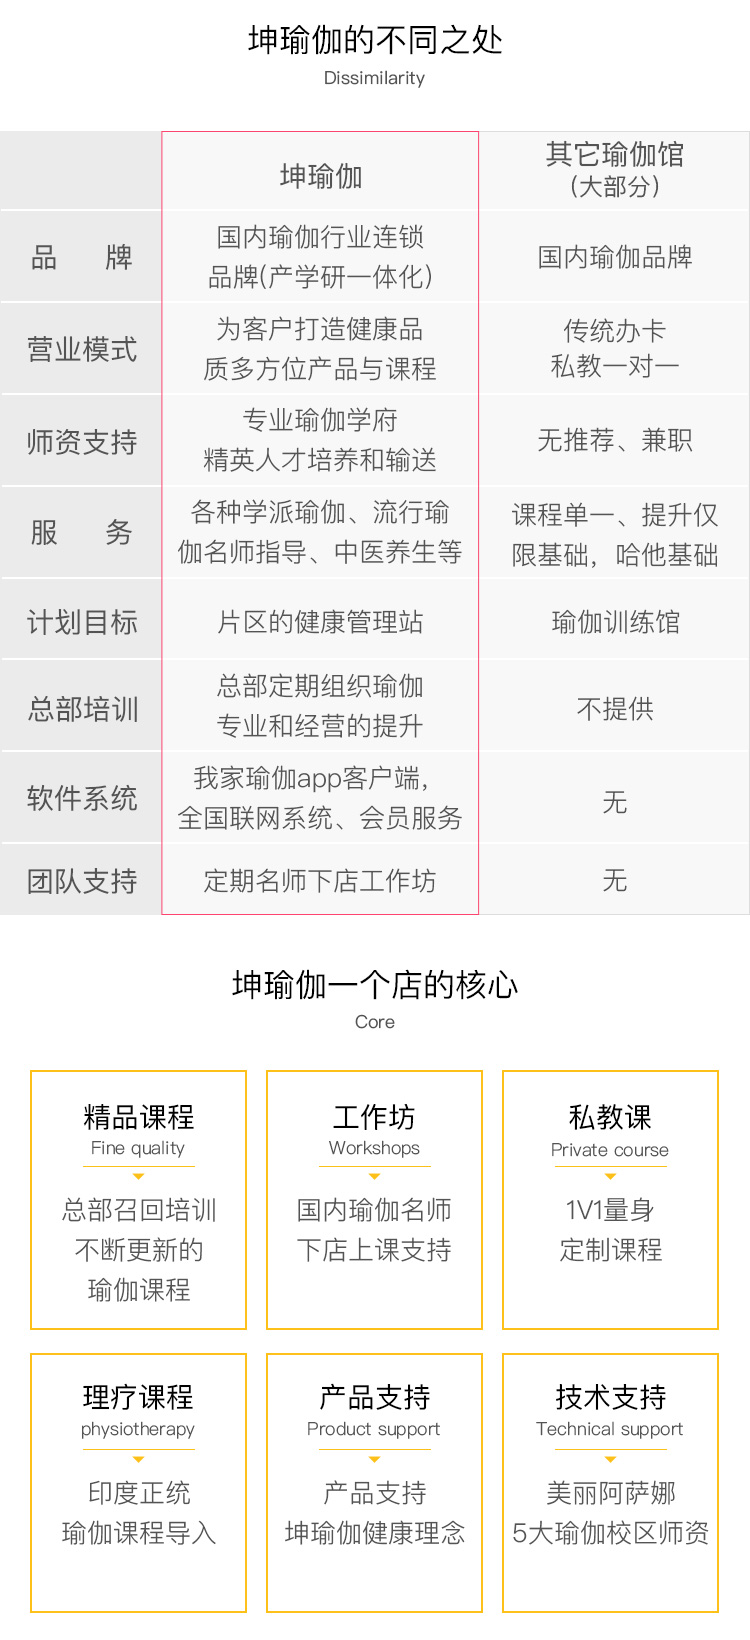 坤瑜伽的不同之处
Dissimilarity
坤瑜伽
其它瑜伽馆
(大部分)
品 牌
国内瑜伽行业连锁
品牌(产学研一体化)
国内瑜伽品牌
营业模式
为客户打造健康品
质多方位产品与课程
传统办卡
私教一对一
师资支持
专业瑜伽学府
精英人才培养和输送
无推荐、兼职
服 务
各种学派瑜伽、流行瑜
伽名师指导、中医养生等
课程单一、提升仅
限基础，哈他基础
计划目标
片区的健康管理站
瑜伽训练馆
总部培训
总部定期组织瑜伽
专业和经营的提升
不提供
软件系统
我家瑜伽app客户端，
全国联网系统、会员服务
无
团队支持
定期名师下店工作坊
无
坤瑜伽一个店的核心
Core
精品课程
Fine quality
总部召回培训
不断更新的
瑜伽课程
工作坊
Workshops
国内瑜伽名师
下店上课支持
私教课
Private course
1V1量身
定制课程
理疗课程
physiotherapy
印度正统
瑜伽课程导入
产品支持
Product support
产品支持
坤瑜伽健康理念
技术支持
Technical support
美丽阿萨娜
5大瑜伽校区师资